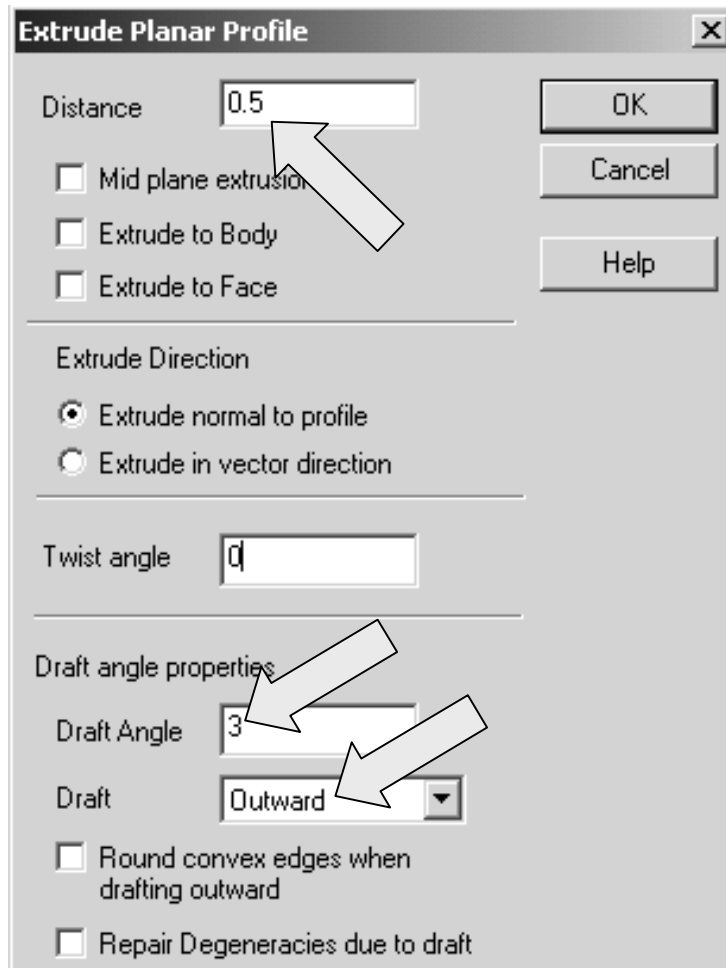 Extrude Planar Profile
Distance 0.5
OK
Mid plane extrusion
Cancel
Extrude to Body
Help
Extrude to Face
Extrude Direction
Extrude normal to profile
Extrude in vector direction
Twist angle 0
Draft angle properties
Draft Angle 3
Draft Outward
Round convex edges when
drafting outward
Repair Degeneracies due to draft